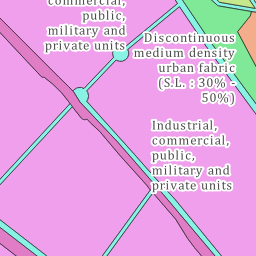 commercial,
public,
military and
private units
Discontinuous
medium density
urban fabric
(S.L. : 30% -
50%)
Industrial,
commercial,
public,
military and
private units